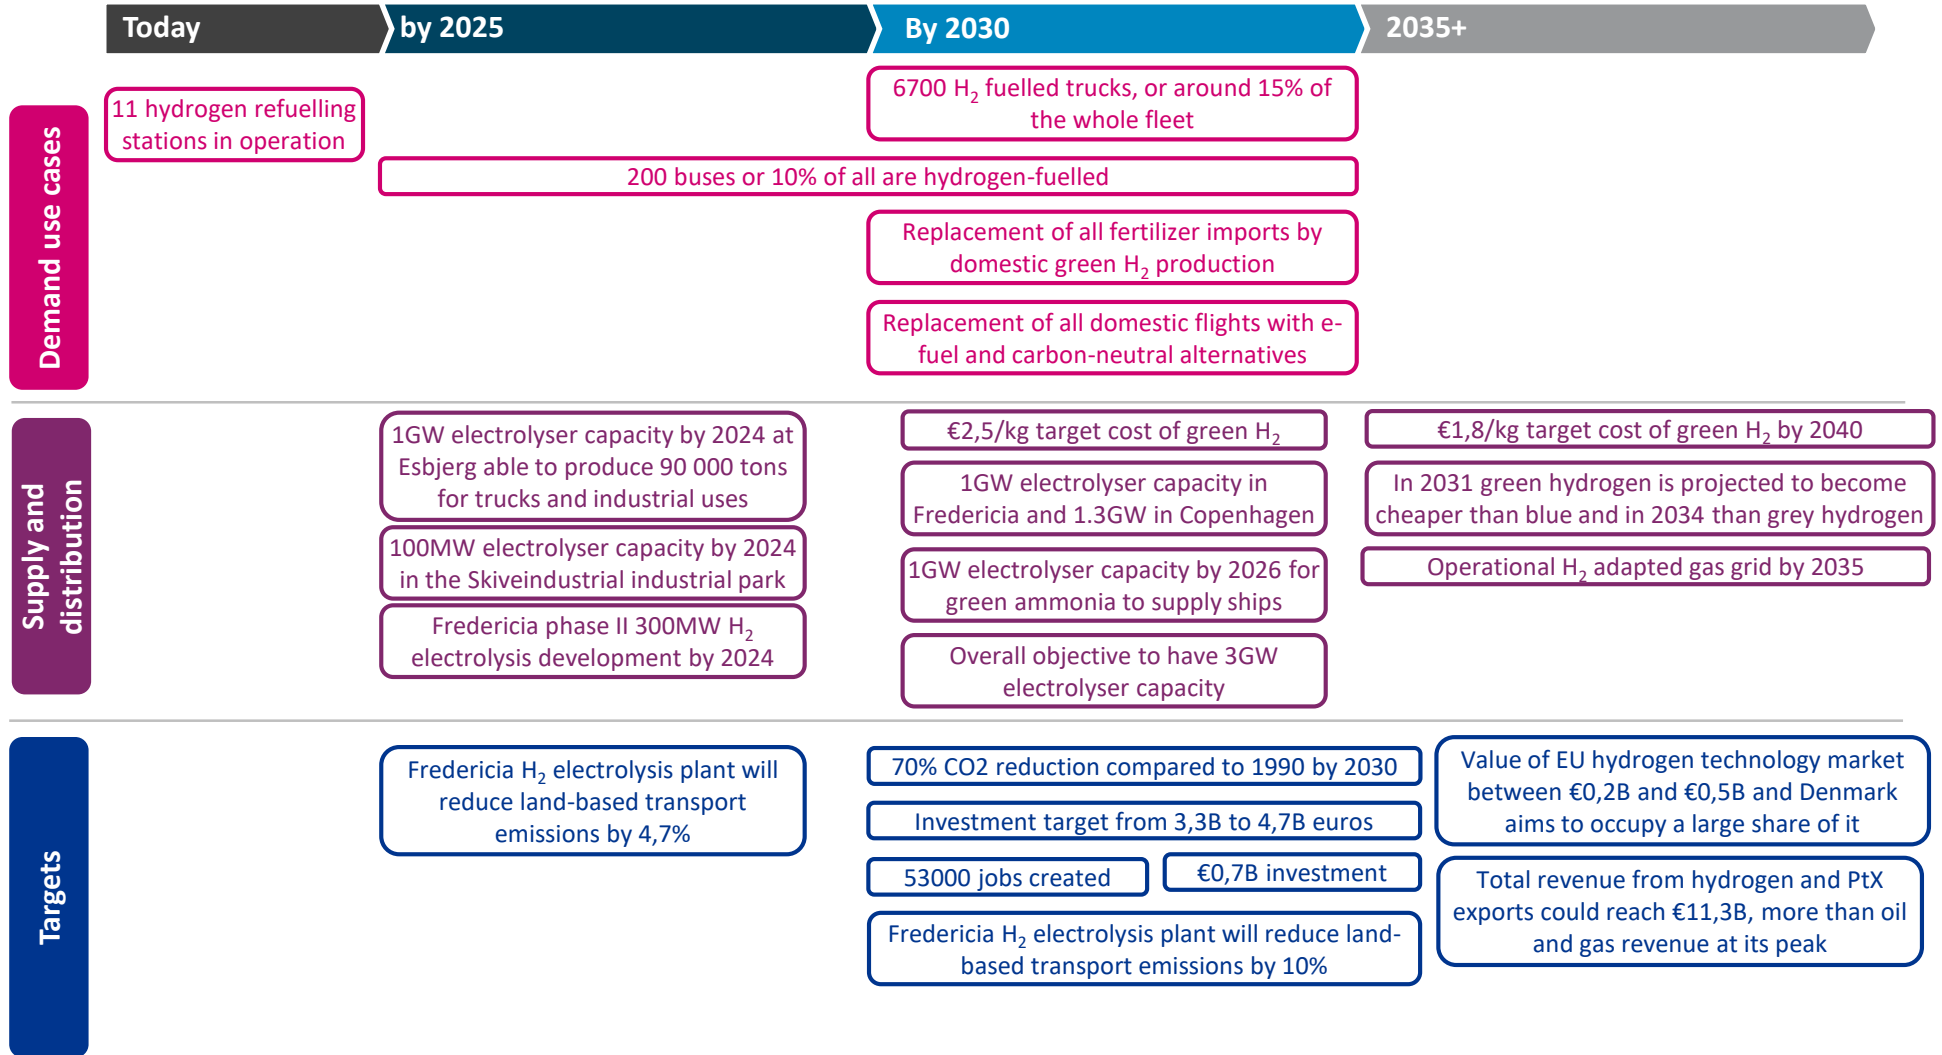 Today
by 2025
By 2030
2035+
Demand use cases
11 hydrogen refuelling
stations in operation
6700 H₂ fuelled trucks, or around 15% of
the whole fleet
200 buses or 10% of all are hydrogen-fuelled
Replacement of all fertilizer imports by
domestic green H₂ production
Replacement of all domestic flights with e-
fuel and carbon-neutral alternatives
Supply and
distribution
1GW electrolyser capacity by 2024 at
Esbjerg able to produce 90 000 tons
for trucks and industrial uses
100MW electrolyser capacity by 2024
in the Skiveindustrial industrial park
Fredericia phase II 300MW H₂
electrolysis development by 2024
€2,5/kg target cost of green H₂
1GW electrolyser capacity in
Fredericia and 1.3GW in Copenhagen
1GW electrolyser capacity by 2026 for
green ammonia to supply ships
Overall objective to have 3GW
electrolyser capacity
€1,8/kg target cost of green H₂ by 2040
In 2031 green hydrogen is projected to become
cheaper than blue and in 2034 than grey hydrogen
Operational H₂ adapted gas grid by 2035
Targets
Fredericia H₂ electrolysis plant will
reduce land-based transport
emissions by 4,7%
70% CO2 reduction compared to 1990 by 2030
Investment target from 3,3B to 4,7B euros
53000 jobs created
€0,7B investment
Fredericia H₂ electrolysis plant will reduce land-
based transport emissions by 10%
Value of EU hydrogen technology market
between €0,2B and €0,5B and Denmark
aims to occupy a large share of it
Total revenue from hydrogen and PtX
exports could reach €11,3B, more than oil
and gas revenue at its peak